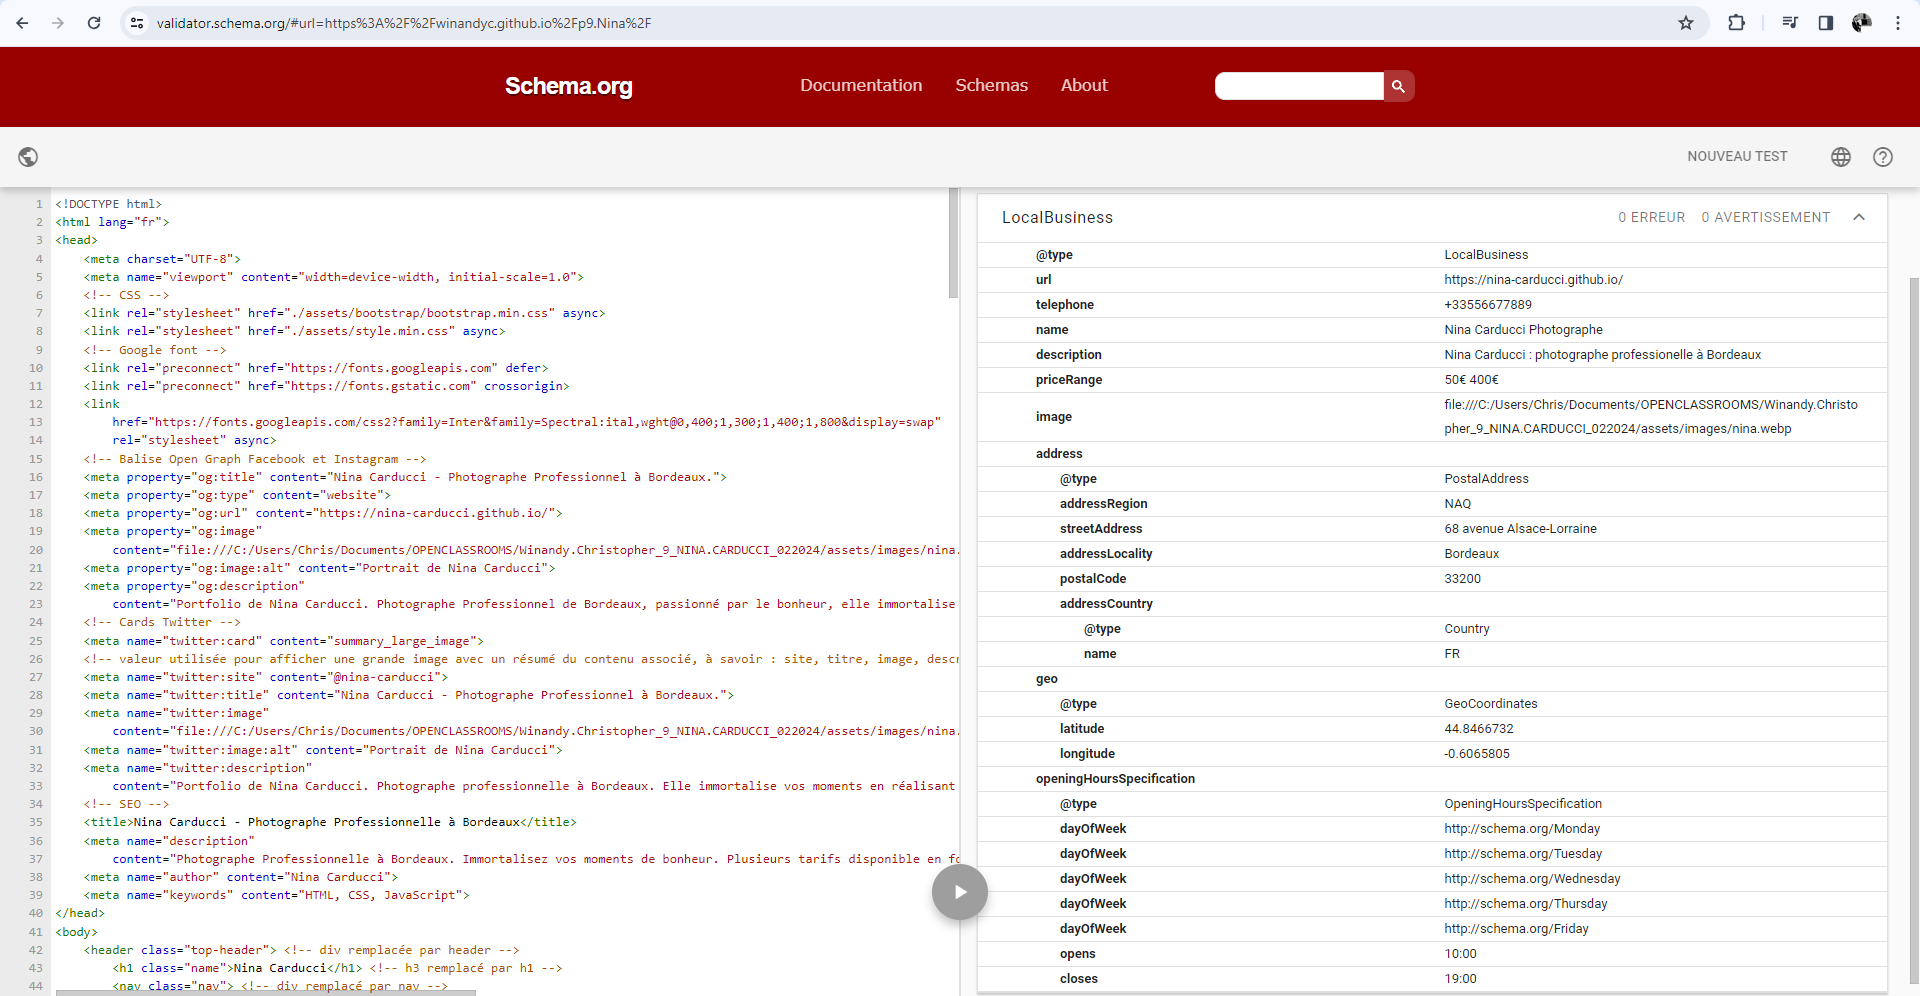 validator.schema.org/#url=https%3A%2F%2Fwinandyc.github.io%2Fp9.Nina%2F
Schema.org
Documentation
Schemas
About
NOUVEAU TEST
1 <!DOCTYPE html>
2 <html lang="fr">
3 <head>
4 <meta charset="UTF-8">
5 <meta name="viewport" content="width=device-width, initial-scale=1.0">
6 <!-- CSS -->
7 <link rel="stylesheet" href="./assets/bootstrap/bootstrap.min.css" async>
8 <link rel="stylesheet" href="./assets/style.min.css" async>
9 <!-- Google font -->
10 <link rel="preconnect" href="https://fonts.googleapis.com" defer>
11 <link rel="preconnect" href="https://fonts.gstatic.com" crossorigin>
12 <link
13 href="https://fonts.googleapis.com/css2?family=Inter&family=Spectral:ital,wght@0,400;1,300;1,400;1,800&display=swap"
14 rel="stylesheet" async>
15 <!-- Balise Open Graph Facebook et Instagram -->
16 <meta property="og:title" content="Nina Carducci - Photographe Professionnel à Bordeaux.">
17 <meta property="og:type" content="website">
18 <meta property="og:url" content="https://nina-carducci.github.io/">
19 <meta property="og:image"
20 content="file:///C:/Users/Chris/Documents/OPENCLASSROOMS/Winandy.Christopher_9_NINA.CARDUCCI_022024/assets/images/nina.
21 <meta property="og:image:alt" content="Portrait de Nina Carducci">
22 <meta property="og:description"
23 content="Portfolio de Nina Carducci. Photographe Professionnel de Bordeaux, passionné par le bonheur, elle immortalise
24 <!-- Cards Twitter -->
25 <meta name="twitter:card" content="summary_large_image">
26 <!-- valeur utilisée pour afficher une grande image avec un résumé du contenu associé, à savoir : site, titre, image, descr
27 <meta name="twitter:site" content="@nina-carducci">
28 <meta name="twitter:title" content="Nina Carducci - Photographe Professionnel à Bordeaux.">
29 <meta name="twitter:image"
30 content="file:///C:/Users/Chris/Documents/OPENCLASSROOMS/Winandy.Christopher_9_NINA.CARDUCCI_022024/assets/images/nina.
31 <meta name="twitter:image:alt" content="Portrait de Nina Carducci">
32 <meta name="twitter:description"
33 content="Portfolio de Nina Carducci. Photographe professionnelle à Bordeaux. Elle immortalise vos moments en réalisant
34 <!-- SEO -->
35 <title>Nina Carducci - Photographe Professionnelle à Bordeaux</title>
36 <meta name="description"
37 content="Photographe Professionnelle à Bordeaux. Immortalisez vos moments de bonheur. Plusieurs tarifs disponible en fo
38 <meta name="author" content="Nina Carducci">
39 <meta name="keywords" content="HTML, CSS, JavaScript">
40 </head>
41 <body>
42 <header class="top-header"> <!-- div remplacée par header -->
43 <h1 class="name">Nina Carducci</h1> <!-- h3 remplacé par h1 -->
44 <nav class="nav"> <!-- div remplacé par nav -->
LocalBusiness 0 ERREUR 0 AVERTISSEMENT
@type LocalBusiness
url https://nina-carducci.github.io/
telephone +33556677889
name Nina Carducci Photographe
description Nina Carducci : photographe professionelle à Bordeaux
priceRange 50€ 400€
image file:///C:/Users/Chris/Documents/OPENCLASSROOMS/Winandy.Christo
pher_9_NINA.CARDUCCI_022024/assets/images/nina.webp
address
@type PostalAddress
addressRegion NAQ
streetAddress 68 avenue Alsace-Lorraine
addressLocality Bordeaux
postalCode 33200
addressCountry
@type Country
name FR
geo
@type GeoCoordinates
latitude 44.8466732
longitude -0.6065805
openingHoursSpecification
@type OpeningHoursSpecification
dayOfWeek http://schema.org/Monday
dayOfWeek http://schema.org/Tuesday
dayOfWeek http://schema.org/Wednesday
dayOfWeek http://schema.org/Thursday
dayOfWeek http://schema.org/Friday
opens 10:00
closes 19:00